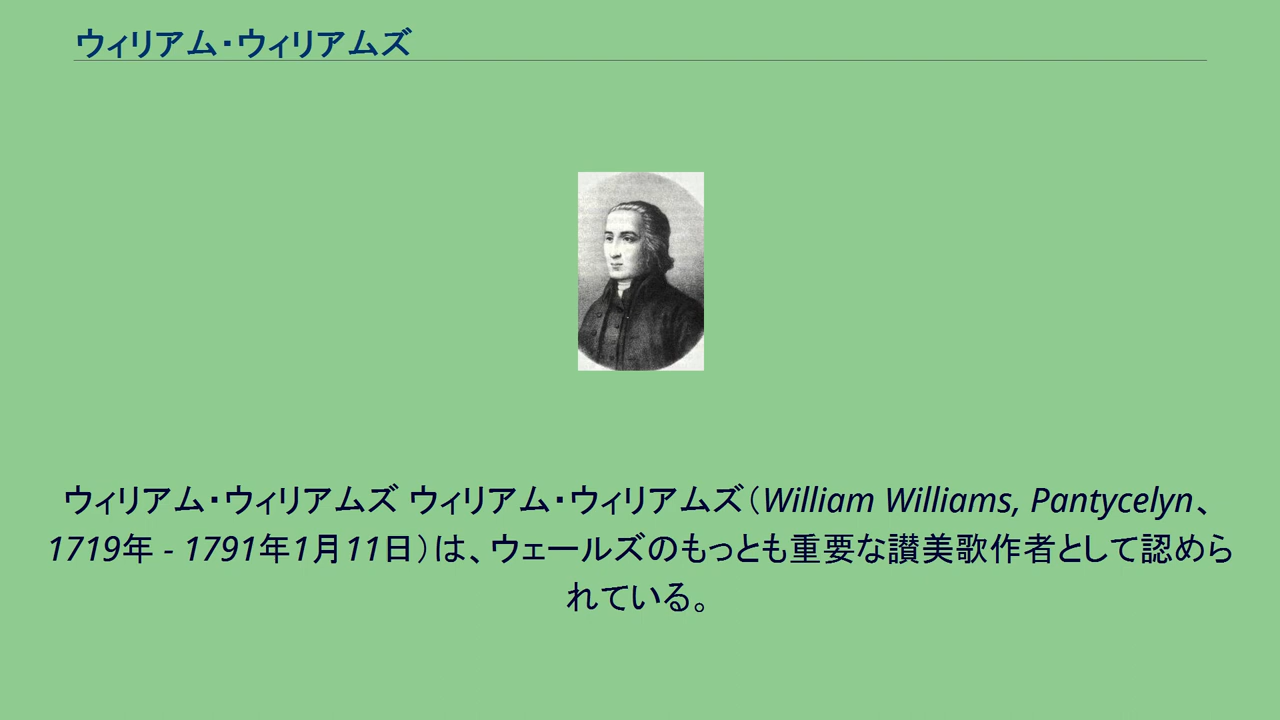 ウィリアム・ウィリアムズ
ウィリアム・ウィリアムズ ウィリアム・ウィリアムズ（William Williams, Pantycelyn、
1719年 - 1791年1月11日）は、ウェールズのもっとも重要な讃美歌作者として認めら
れている。